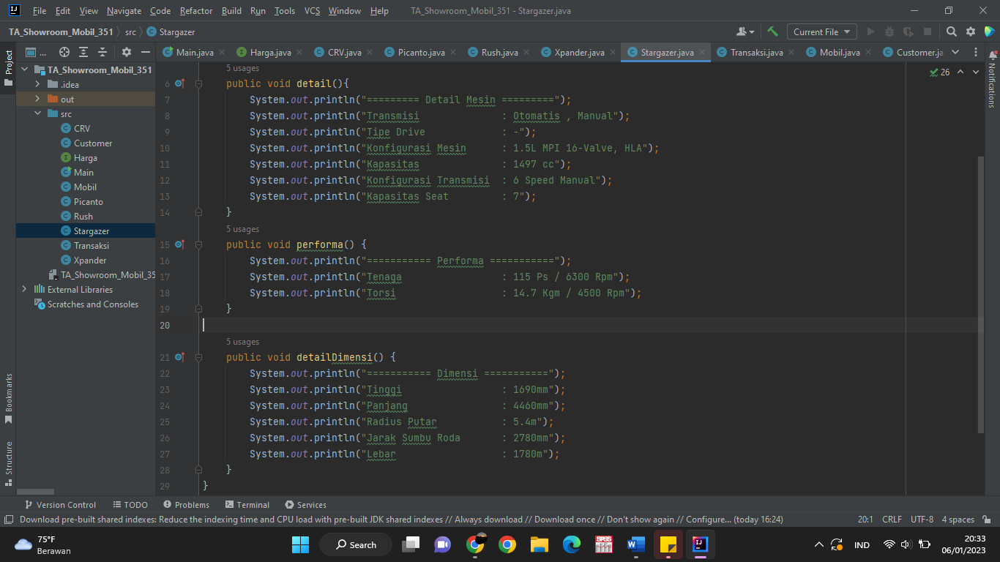 File Edit View Navigate Code Refactor Build Run Tools VCS Window Help TA_Showroom_Mobil_351 - Stargazer.java
TA_Showroom_Mobil_351 src Stargazer Current File
Project ... Main.java Harga.java CRV.java Picanto.java Rush.java Xpander.java Stargazer.java Transaksi.java Mobil.java Customer.ja
Notifications
TA_Showroom_Mobil_351
.idea
out
src
CRV
Customer
Harga
Main
Mobil
Picanto
Rush
Stargazer
Transaksi
Xpander
TA_Showroom_Mobil_35
External Libraries
Scratches and Consoles
Bookmarks
Structure
26
5 usages
6 public void detail(){
7 System.out.println("========= Detail Mesin =========");
8 System.out.println("Transmisi : Otomatis , Manual");
9 System.out.println("Tipe Drive : -");
10 System.out.println("Konfigurasi Mesin : 1.5L MPI 16-Valve, HLA");
11 System.out.println("Kapasitas : 1497 cc");
12 System.out.println("Konfigurasi Transmisi : 6 Speed Manual");
13 System.out.println("Kapasitas Seat : 7");
14 }
5 usages
15 public void performa() {
16 System.out.println("=========== Performa ===========");
17 System.out.println("Tenaga : 115 Ps / 6300 Rpm");
18 System.out.println("Torsi : 14.7 Kgm / 4500 Rpm");
19 }
20
5 usages
21 public void detailDimensi() {
22 System.out.println("=========== Dimensi ===========");
23 System.out.println("Tinggi : 1690mm");
24 System.out.println("Panjang : 4460mm");
25 System.out.println("Radius Putar : 5.4m");
26 System.out.println("Jarak Sumbu Roda : 2780mm");
27 System.out.println("Lebar : 1780m");
28 }
29 }
Version Control TODO Problems Terminal Services
Download pre-built shared indexes: Reduce the indexing time and CPU load with pre-built JDK shared indexes // Always download // Download once // Don't show again // Configure... (today 16:24) 20:1 CRLF UTF-8 4 spaces
75°F
Berawan
Search
SPSS
IND
20:33
06/01/2023